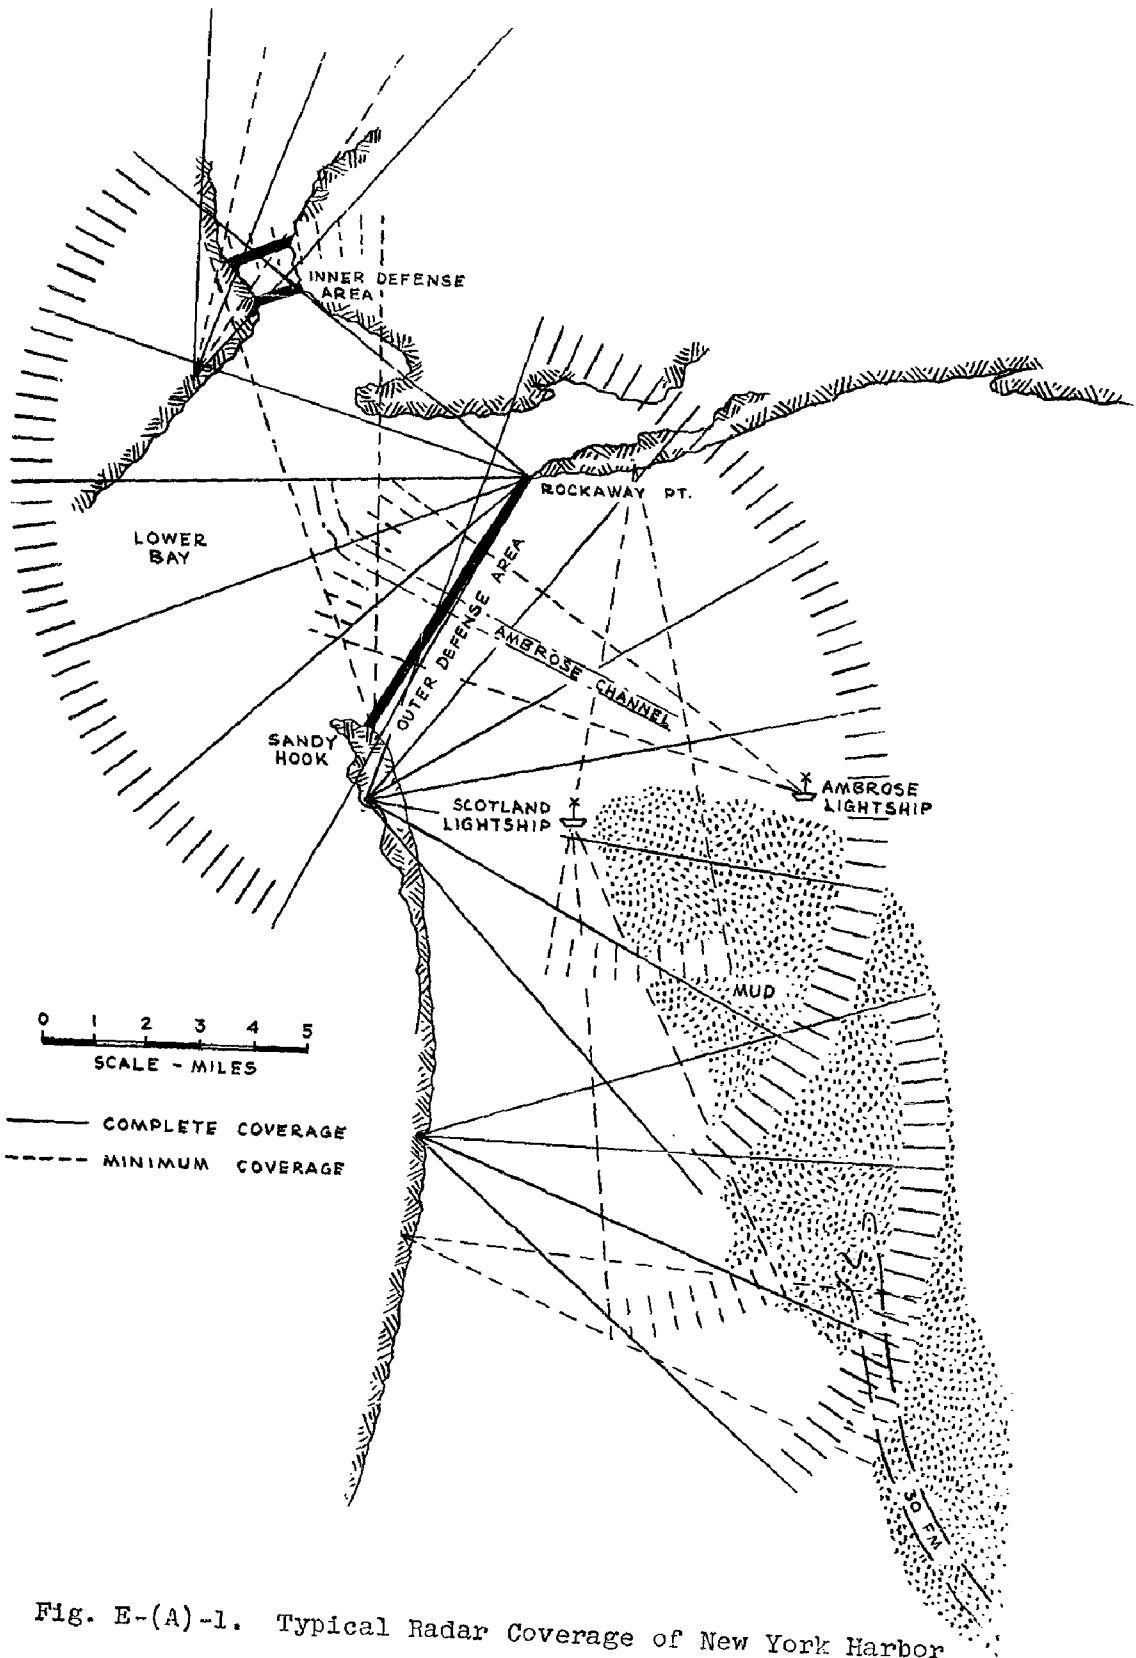 INNER DEFENSE
AREA
ROCKAWAY PT.
LOWER
BAY
OUTER DEFENSE AREA
AMBROSE CHANNEL
SANDY
HOOK
SCOTLAND
LIGHTSHIP
AMBROSE
LIGHTSHIP
MUD
0 1 2 3 4 5
SCALE - MILES
COMPLETE COVERAGE
MINIMUM COVERAGE
30 FM
Fig. E-(A)-1. Typical Radar Coverage of New York Harbor